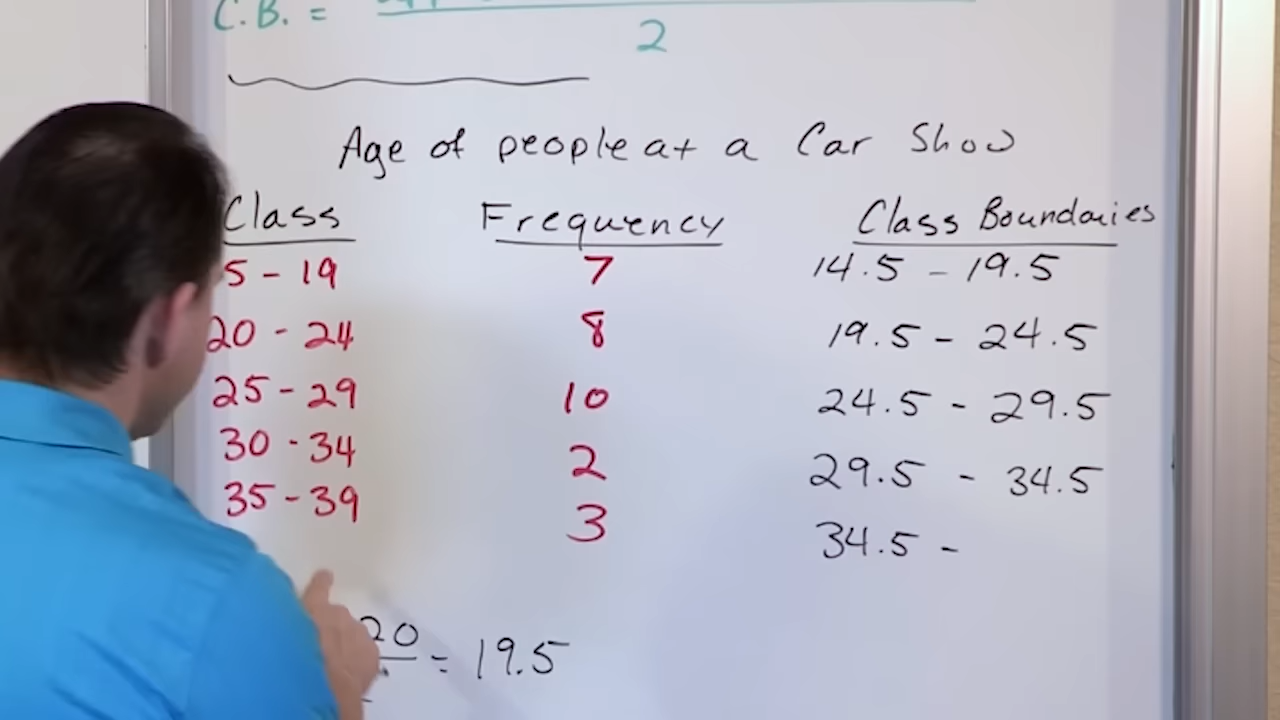 C.B. =
2
Age of people at a Car Show
Class Frequency Class Boundaries
5 - 19 7 14.5 - 19.5
20 - 24 8 19.5 - 24.5
25 - 29 10 24.5 - 29.5
30 - 34 2 29.5 - 34.5
35 - 39 3 34.5 -
20 = 19.5